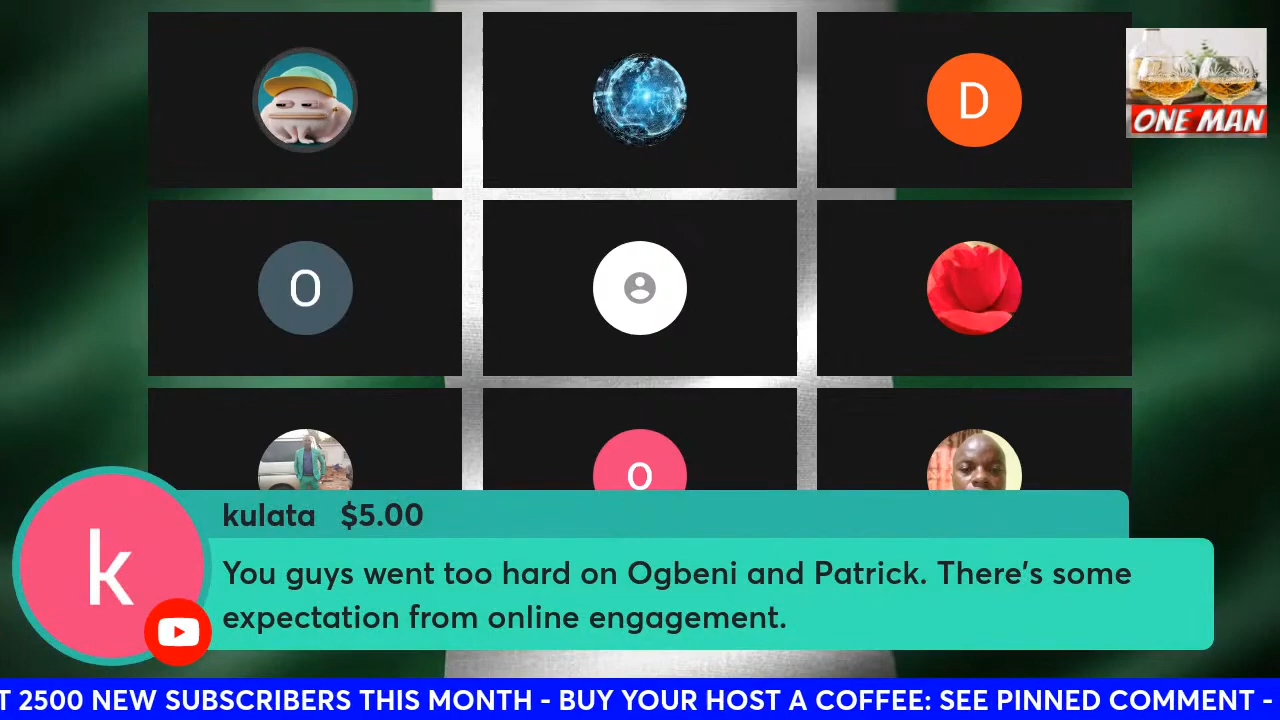 D
ONE MAN
O
O
k
kulata $5.00
You guys went too hard on Ogbeni and Patrick. There's some
expectation from online engagement.
T 2500 NEW SUBSCRIBERS THIS MONTH - BUY YOUR HOST A COFFEE: SEE PINNED COMMENT -